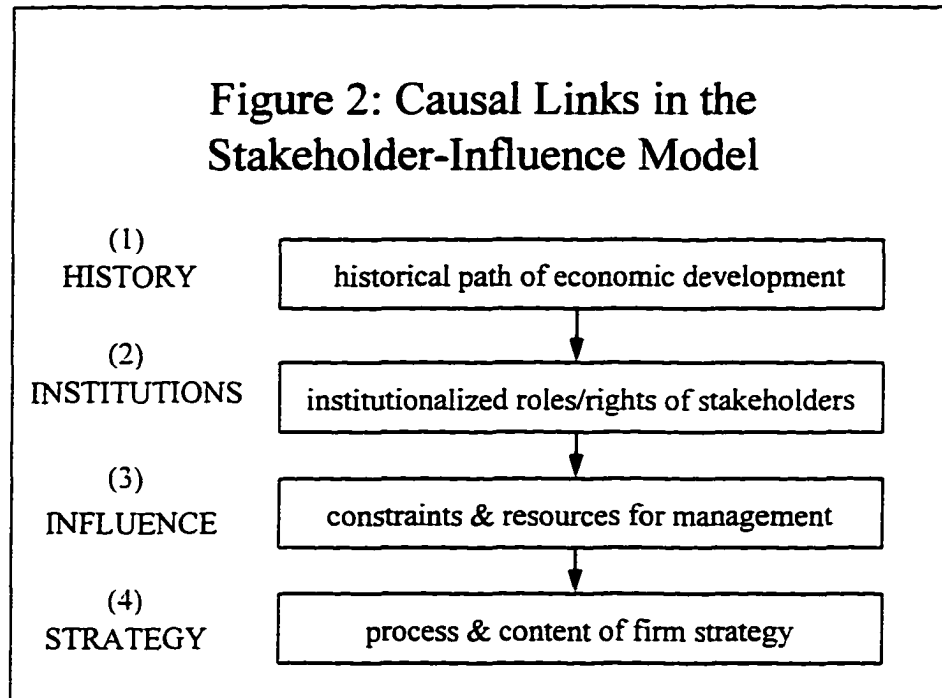 Figure 2: Causal Links in the
Stakeholder-Influence Model
(1)
HISTORY
historical path of economic development
(2)
INSTITUTIONS
institutionalized roles/rights of stakeholders
(3)
INFLUENCE
constraints & resources for management
(4)
STRATEGY
process & content of firm strategy